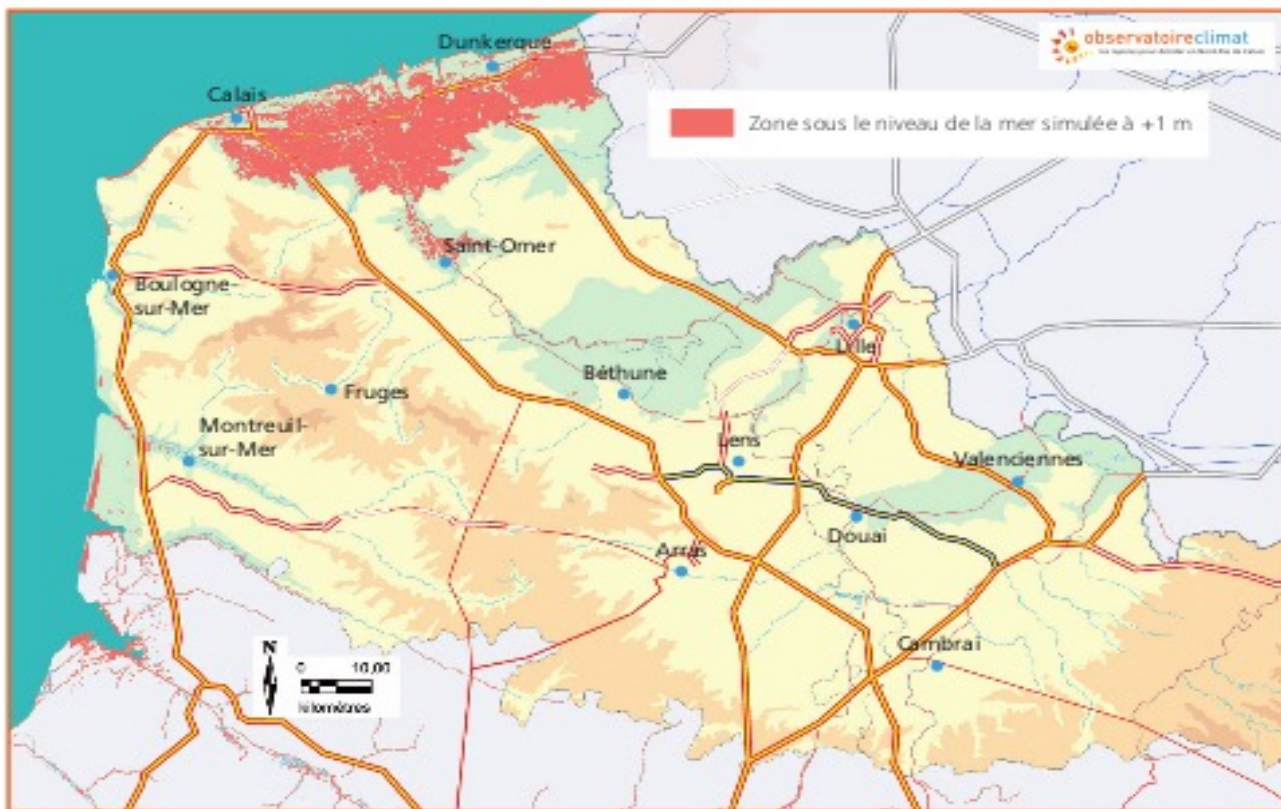 observatoireclimat
Dunkerque
Calais
Zone sous le niveau de la mer simulée à +1 m
Saint-Omer
Boulogne-
sur-Mer
Lille
Béthune
Fruges
Montreuil-
sur-Mer
Lens
Valenciennes
Douai
Arras
Cambrai
N
0 10,00
kilomètres